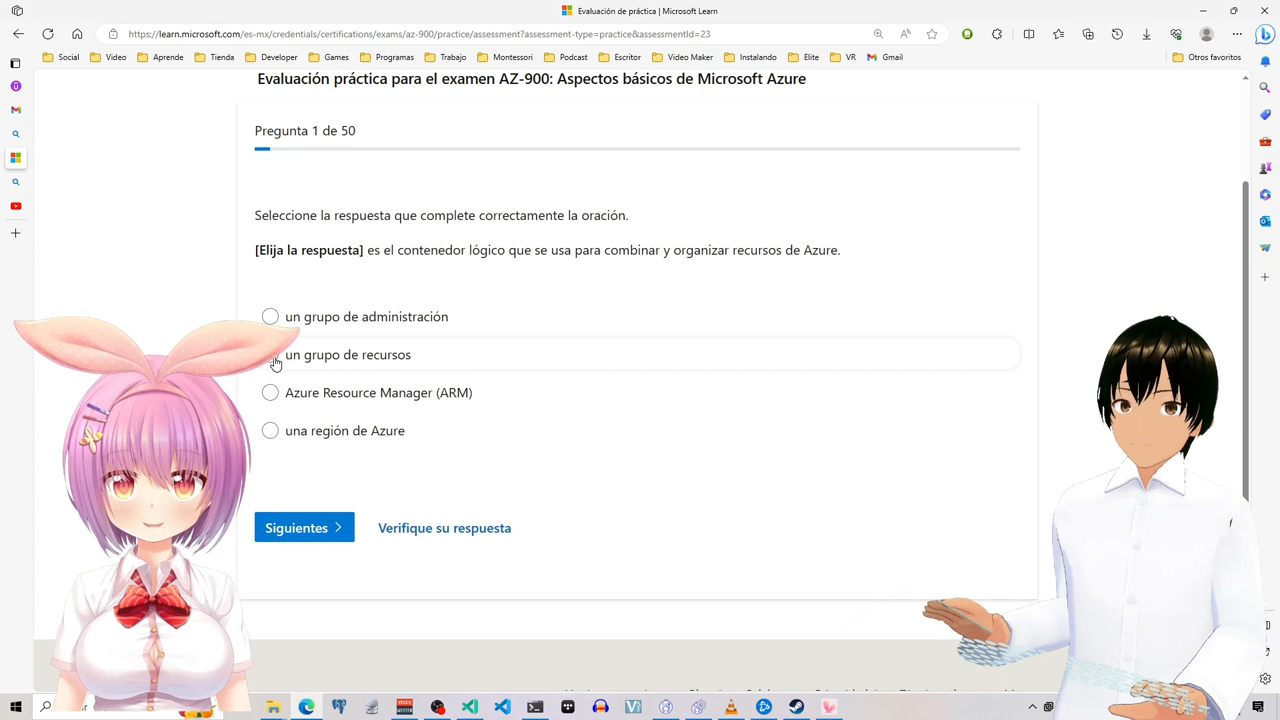 Evaluación de práctica | Microsoft Learn
https://learn.microsoft.com/es-mx/credentials/certifications/exams/az-900/practice/assessment?assessment-type=practice&assessmentId=23
Social Video Aprende Tienda Developer Games Programas Trabajo Montessori Podcast Escritor Video Maker Instalando Elite VR Gmail Otros favoritos
Evaluación práctica para el examen AZ-900: Aspectos básicos de Microsoft Azure
Pregunta 1 de 50
Seleccione la respuesta que complete correctamente la oración.
[Elija la respuesta] es el contenedor lógico que se usa para combinar y organizar recursos de Azure.
un grupo de administración
un grupo de recursos
Azure Resource Manager (ARM)
una región de Azure
Siguientes Verifique su respuesta